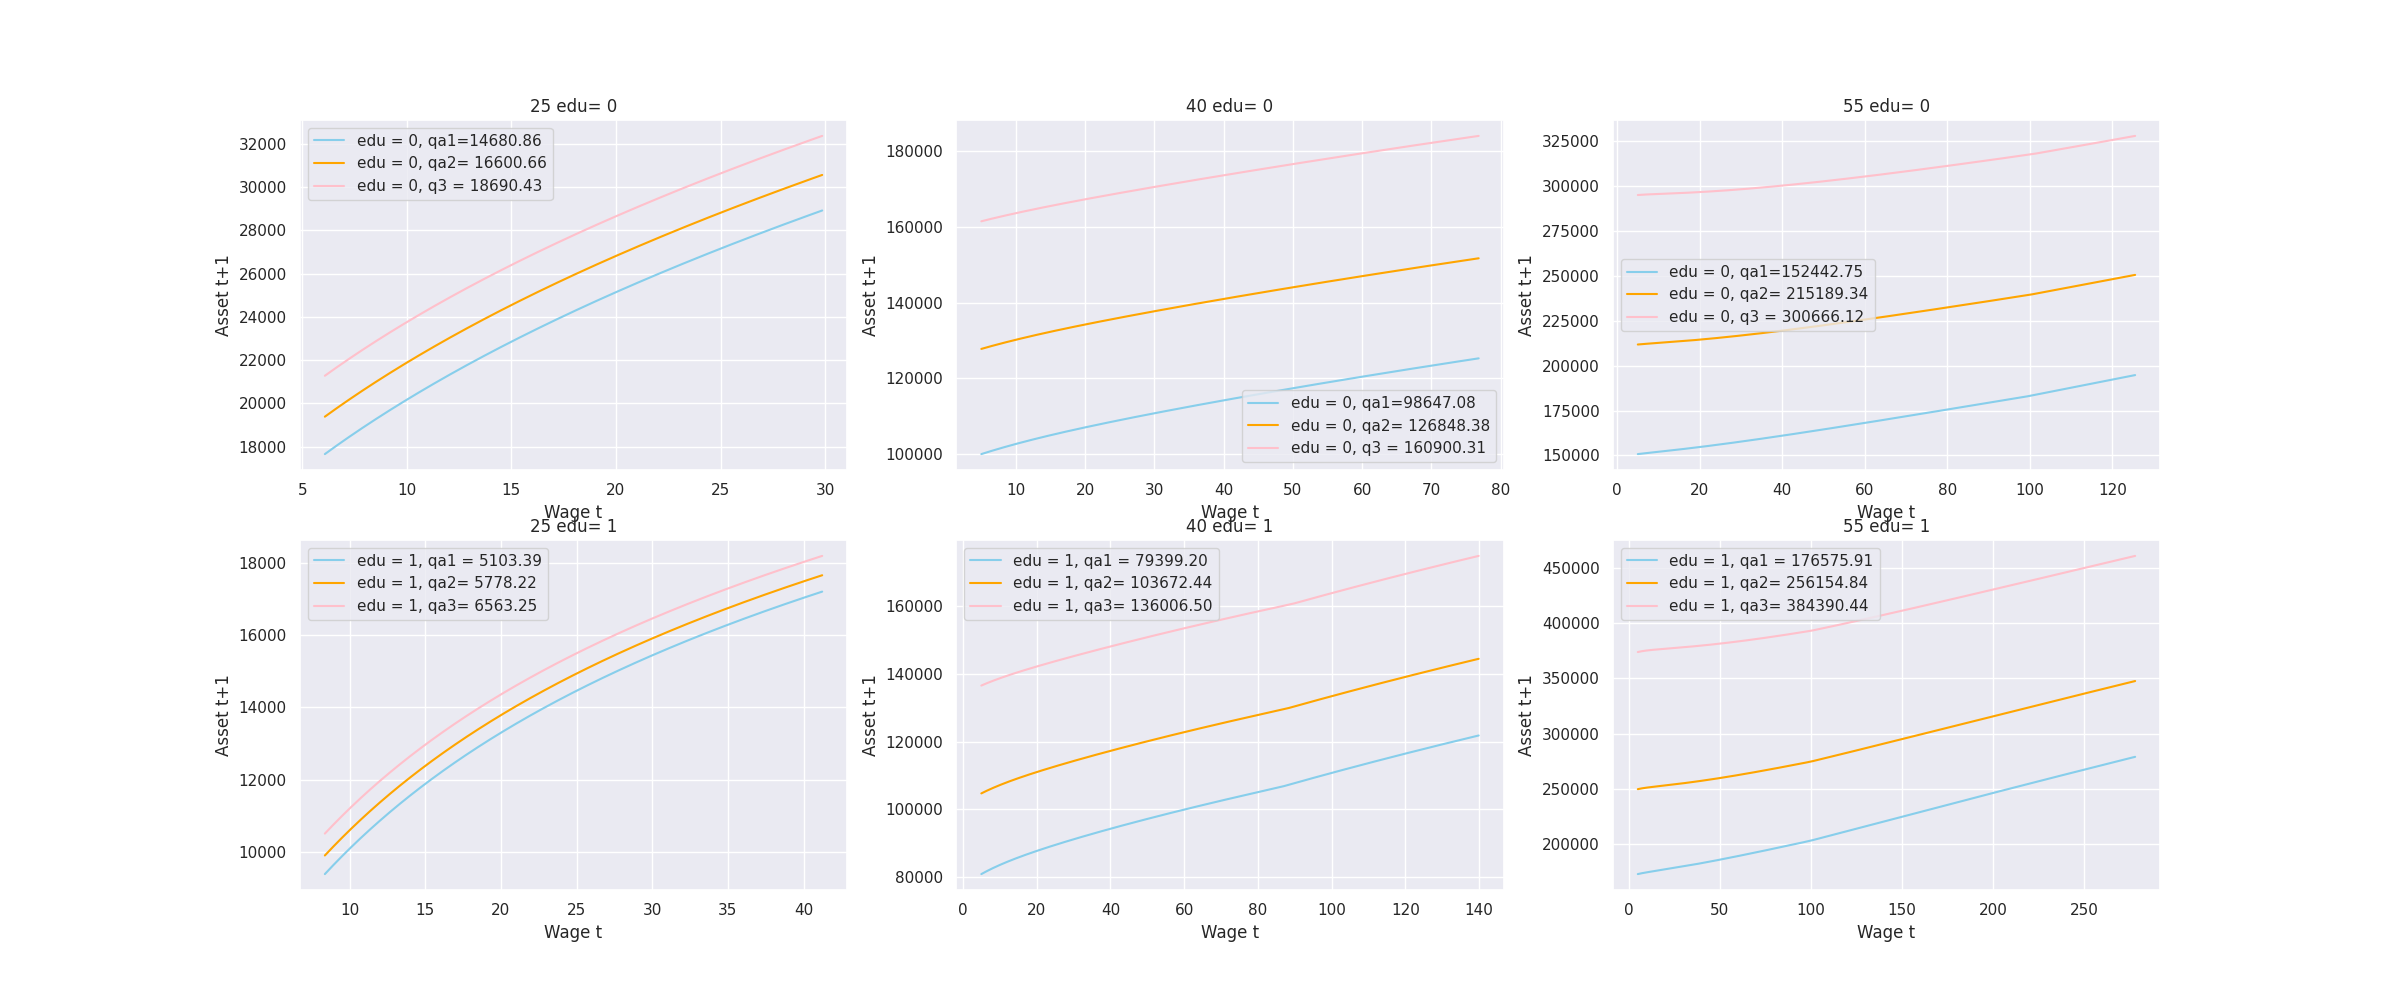 25 edu= 0
Asset t+1
32000
30000
28000
26000
24000
22000
20000
18000
edu = 0, qa1=14680.86
edu = 0, qa2= 16600.66
edu = 0, q3 = 18690.43
5 10 15 20 25 30
Wage t
40 edu= 0
Asset t+1
180000
160000
140000
120000
100000
edu = 0, qa1=98647.08
edu = 0, qa2= 126848.38
edu = 0, q3 = 160900.31
10 20 30 40 50 60 70 80
Wage t
55 edu= 0
Asset t+1
325000
300000
275000
250000
225000
200000
175000
150000
edu = 0, qa1=152442.75
edu = 0, qa2= 215189.34
edu = 0, q3 = 300666.12
0 20 40 60 80 100 120
Wage t
25 edu= 1
Asset t+1
18000
16000
14000
12000
10000
edu = 1, qa1 = 5103.39
edu = 1, qa2= 5778.22
edu = 1, qa3= 6563.25
10 15 20 25 30 35 40
Wage t
40 edu= 1
Asset t+1
160000
140000
120000
100000
80000
edu = 1, qa1 = 79399.20
edu = 1, qa2= 103672.44
edu = 1, qa3= 136006.50
0 20 40 60 80 100 120 140
Wage t
55 edu= 1
Asset t+1
450000
400000
350000
300000
250000
200000
edu = 1, qa1 = 176575.91
edu = 1, qa2= 256154.84
edu = 1, qa3= 384390.44
0 50 100 150 200 250
Wage t